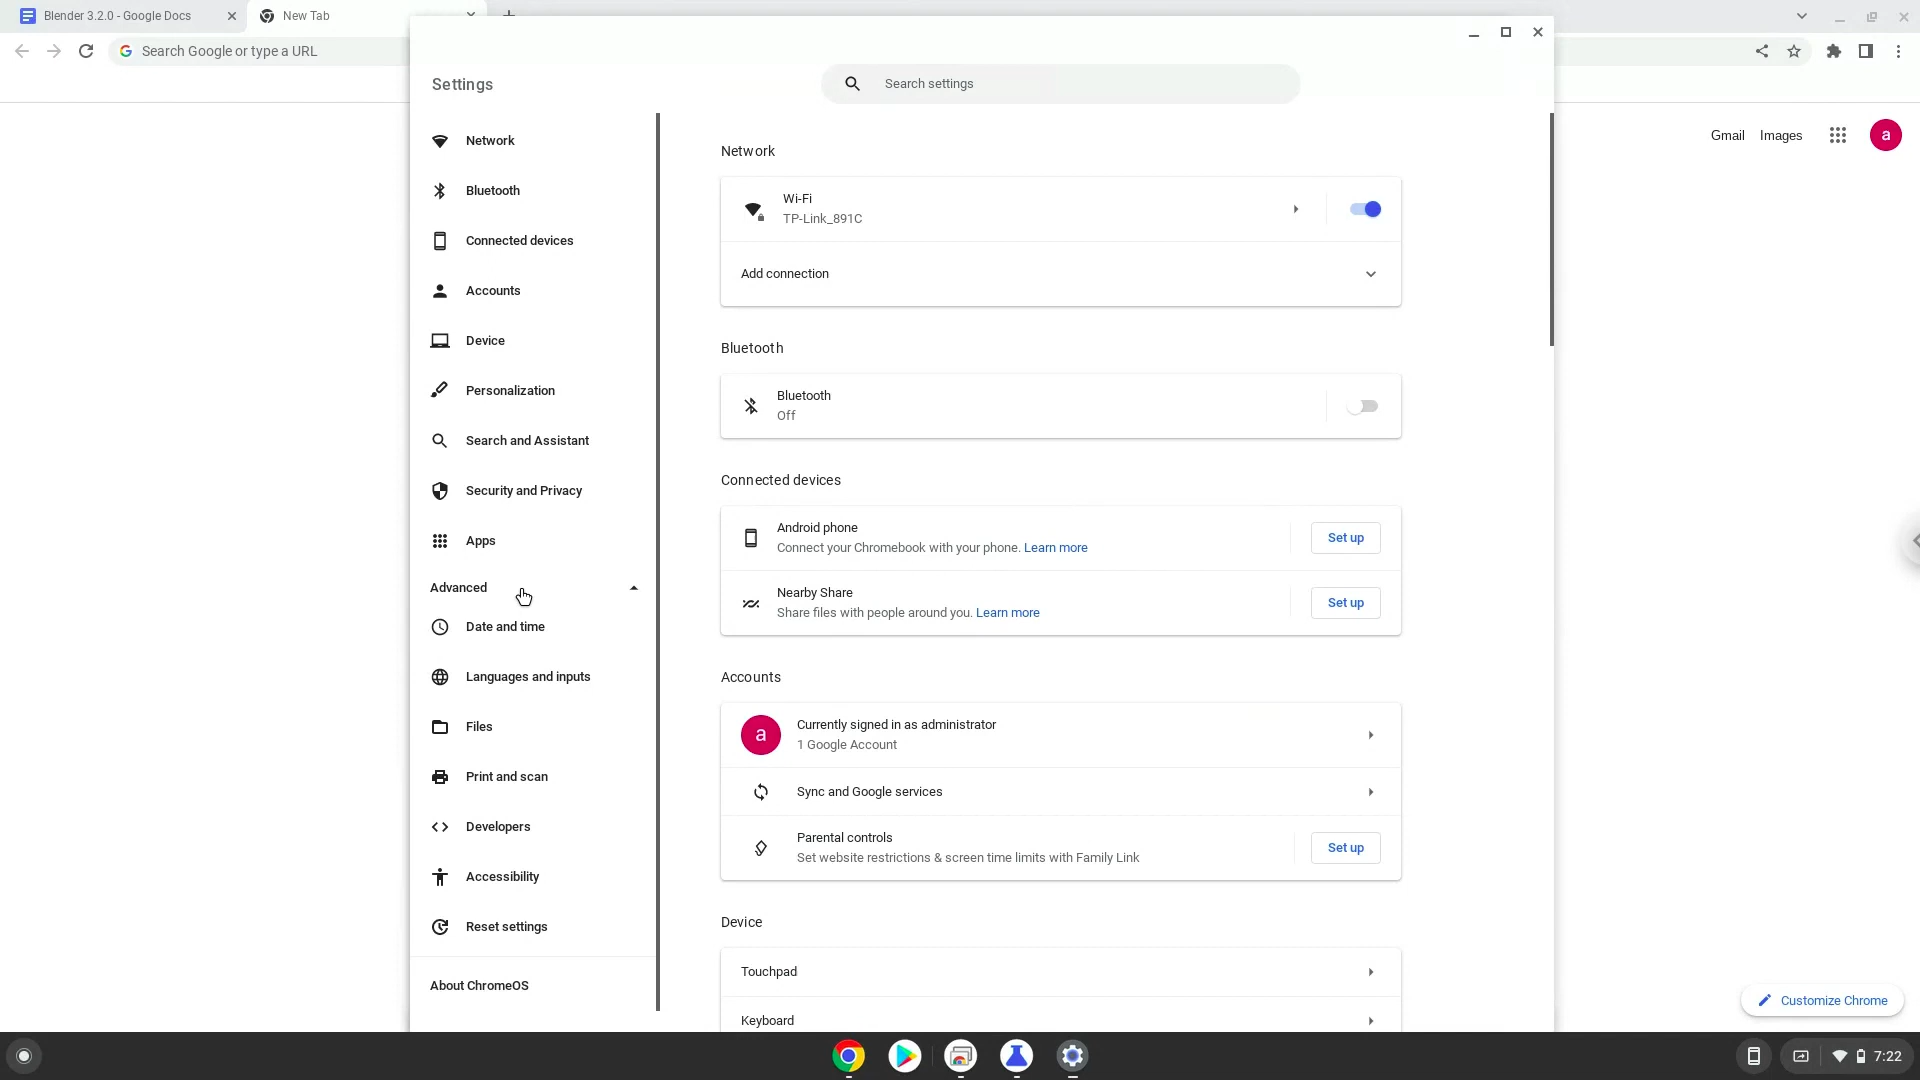 Blender 3.2.0 - Google Docs
New Tab
Search Google or type a URL
Settings
Search settings
Gmail
Images
a
Network
Bluetooth
Connected devices
Accounts
Device
Personalization
Search and Assistant
Security and Privacy
Apps
Advanced
Date and time
Languages and inputs
Files
Print and scan
Developers
Accessibility
Reset settings
About ChromeOS
Network
Wi-Fi
TP-Link_891C
Add connection
Bluetooth
Bluetooth
Off
Connected devices
Android phone
Connect your Chromebook with your phone. Learn more
Set up
Nearby Share
Share files with people around you. Learn more
Set up
Accounts
a
Currently signed in as administrator
1 Google Account
Sync and Google services
Parental controls
Set website restrictions & screen time limits with Family Link
Set up
Device
Touchpad
Keyboard
Customize Chrome
7:22